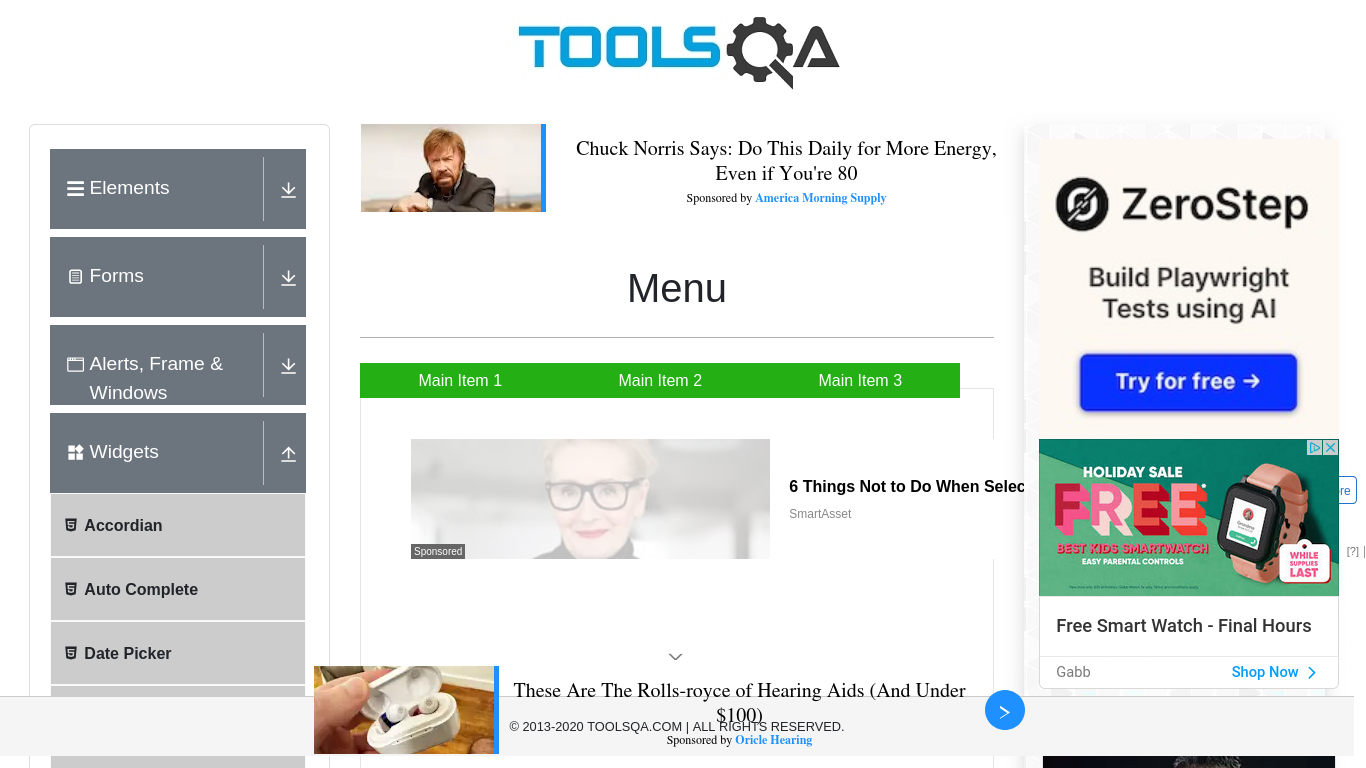 TOOLSQA
Elements
Forms
Alerts, Frame &
Windows
Widgets
Accordian
Auto Complete
Date Picker
Chuck Norris Says: Do This Daily for More Energy,
Even if You're 80
Sponsored by America Morning Supply
Menu
Main Item 1
Main Item 2
Main Item 3
6 Things Not to Do When Selec
SmartAsset
Sponsored
ZeroStep
Build Playwright
Tests using AI
Try for free →
HOLIDAY SALE
FREE
BEST KIDS SMARTWATCH
EASY PARENTAL CONTROLS
WHILE
SUPPLIES
LAST
re
[?]
Free Smart Watch - Final Hours
Gabb
Shop Now
These Are The Rolls-royce of Hearing Aids (And Under
$100)
© 2013-2020 TOOLSQA.COM | ALL RIGHTS RESERVED.
Sponsored by Oricle Hearing